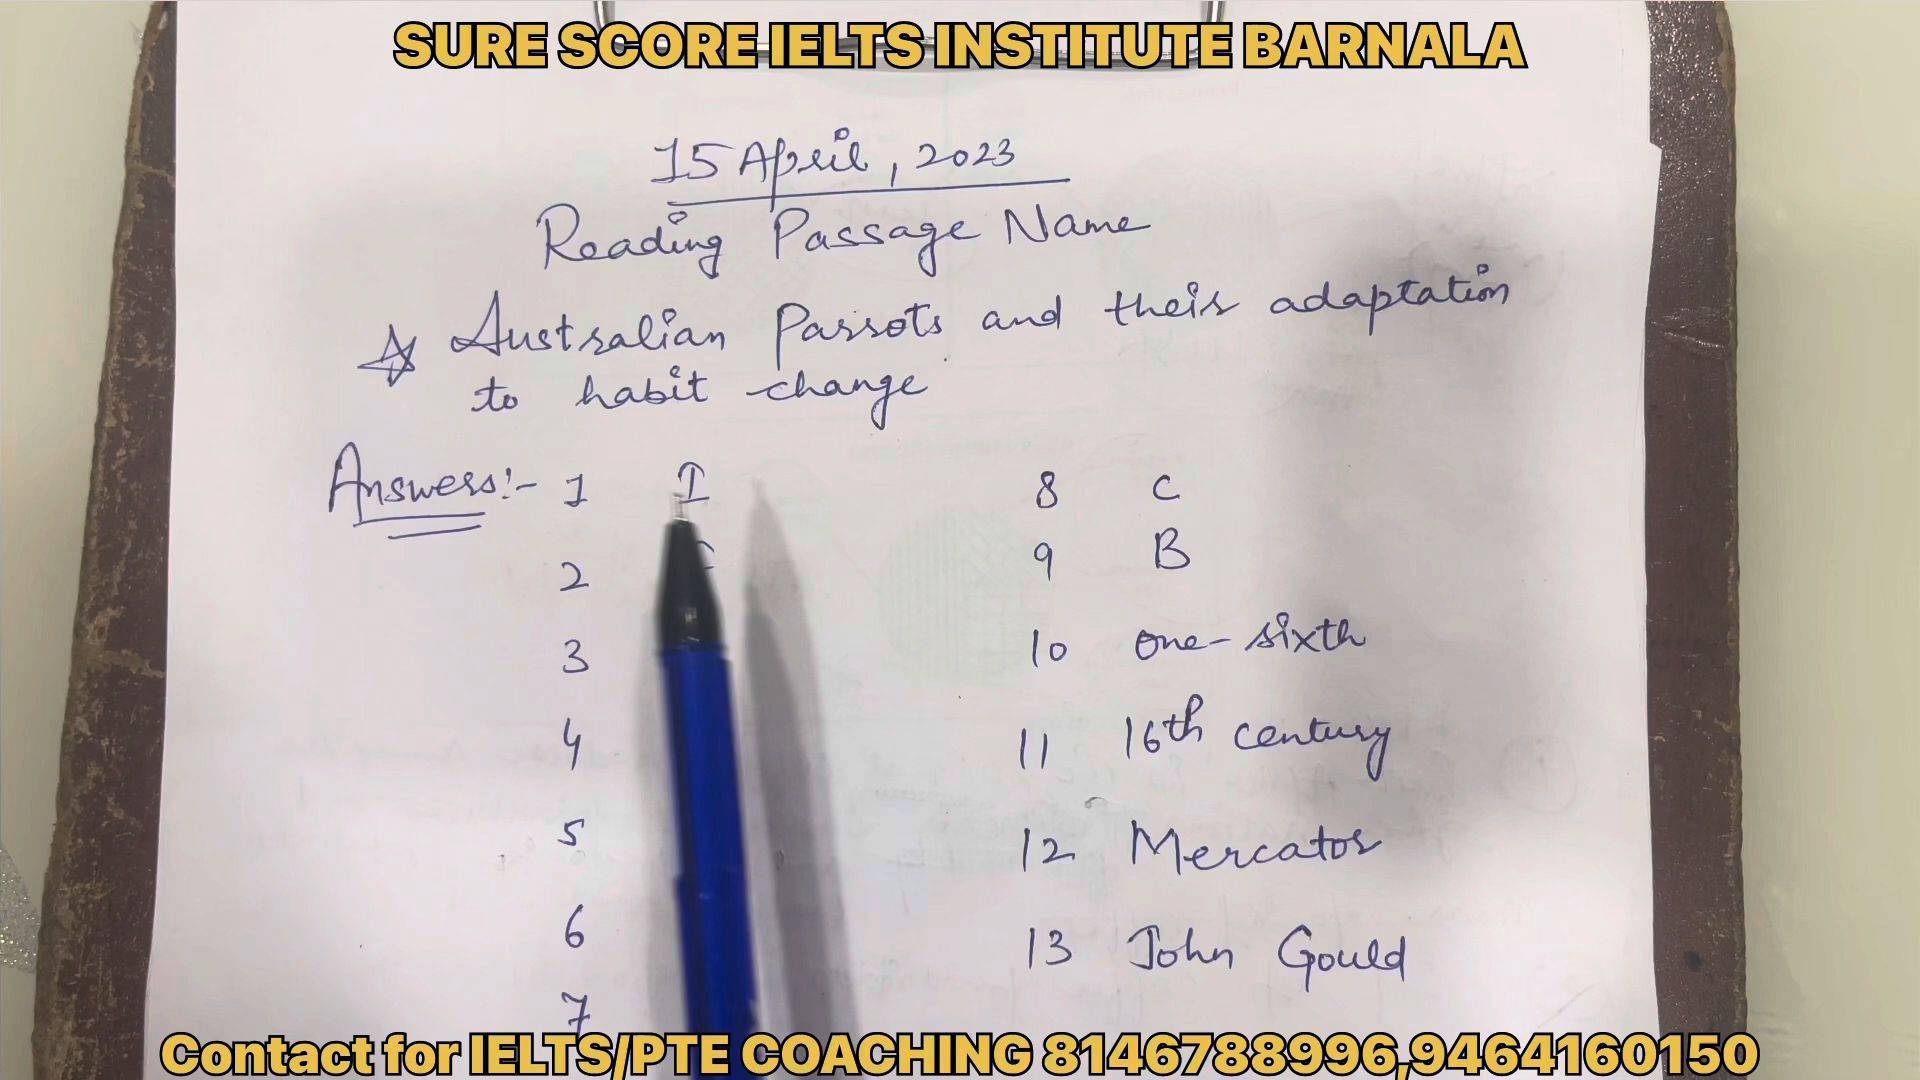 SURE SCORE IELTS INSTITUTE BARNALA
15 April, 2023
Reading Passage Name
Australian Parrots and their adaptation
to habit change
Answers:- 1 I
2
3
4
5
6
7
8 C
9 B
10 one-sixth
11 16th century
12 Mercator
13 John Gould
Contact for IELTS/PTE COACHING 8146788996,9464160150